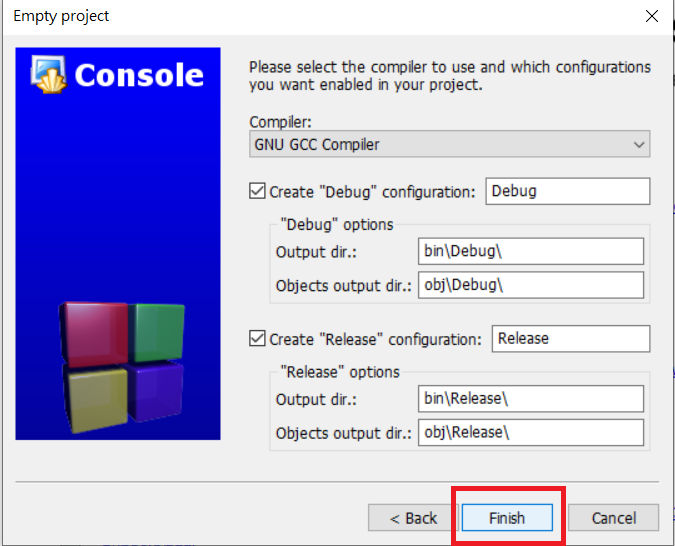 Empty project
Console
Please select the compiler to use and which configurations
you want enabled in your project.
Compiler:
GNU GCC Compiler
Create "Debug" configuration: Debug
"Debug" options
Output dir.: bin\Debug\
Objects output dir.: obj\Debug\
Create "Release" configuration: Release
"Release" options
Output dir.: bin\Release\
Objects output dir.: obj\Release\
< Back Finish Cancel